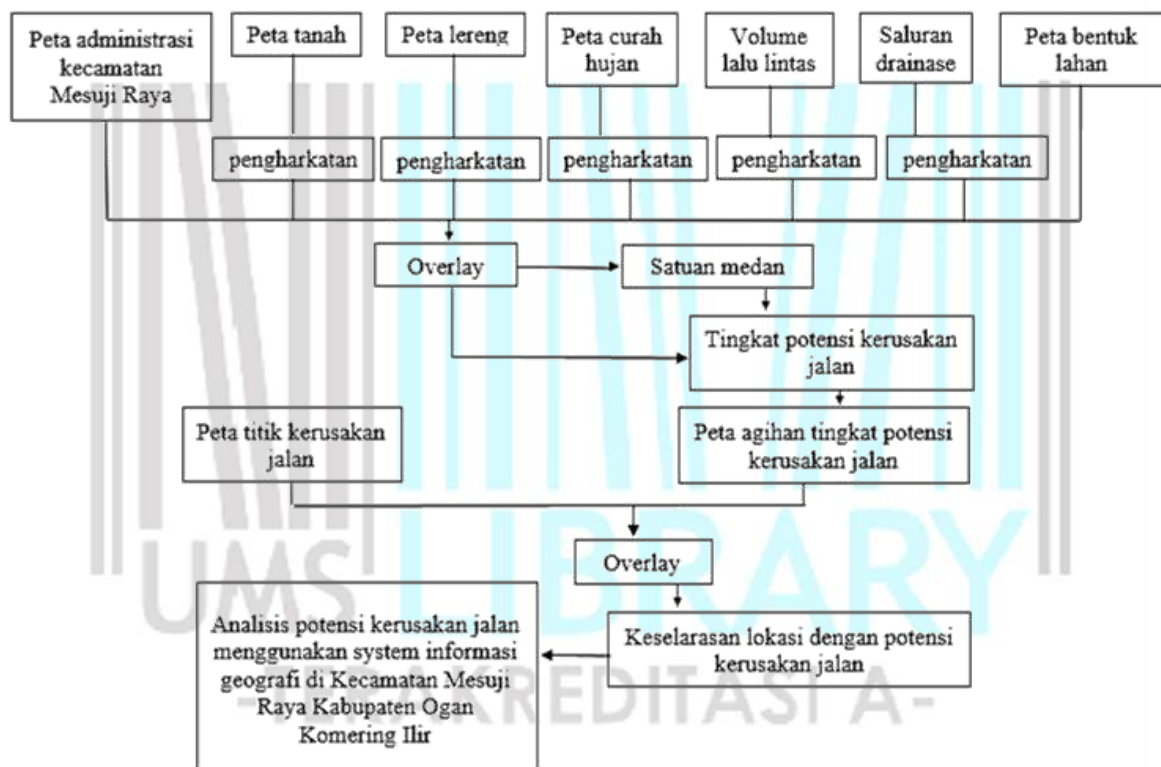 Peta administrasi
kecamatan
Mesuji Raya
Peta tanah
Peta lereng
Peta curah
hujan
Volume
lalu lintas
Saluran
drainase
Peta bentuk
lahan
pengharkatan
pengharkatan
pengharkatan
pengharkatan
pengharkatan
Overlay
Satuan medan
Tingkat potensi kerusakan
jalan
Peta titik kerusakan
jalan
Peta agihan tingkat potensi
kerusakan jalan
Overlay
Keselarasan lokasi dengan potensi
kerusakan jalan
Analisis potensi kerusakan jalan
menggunakan system informasi
geografi di Kecamatan Mesuji
Raya Kabupaten Ogan
Komering Ilir
UMS LIBRARY
-TERAKREDITASI A-